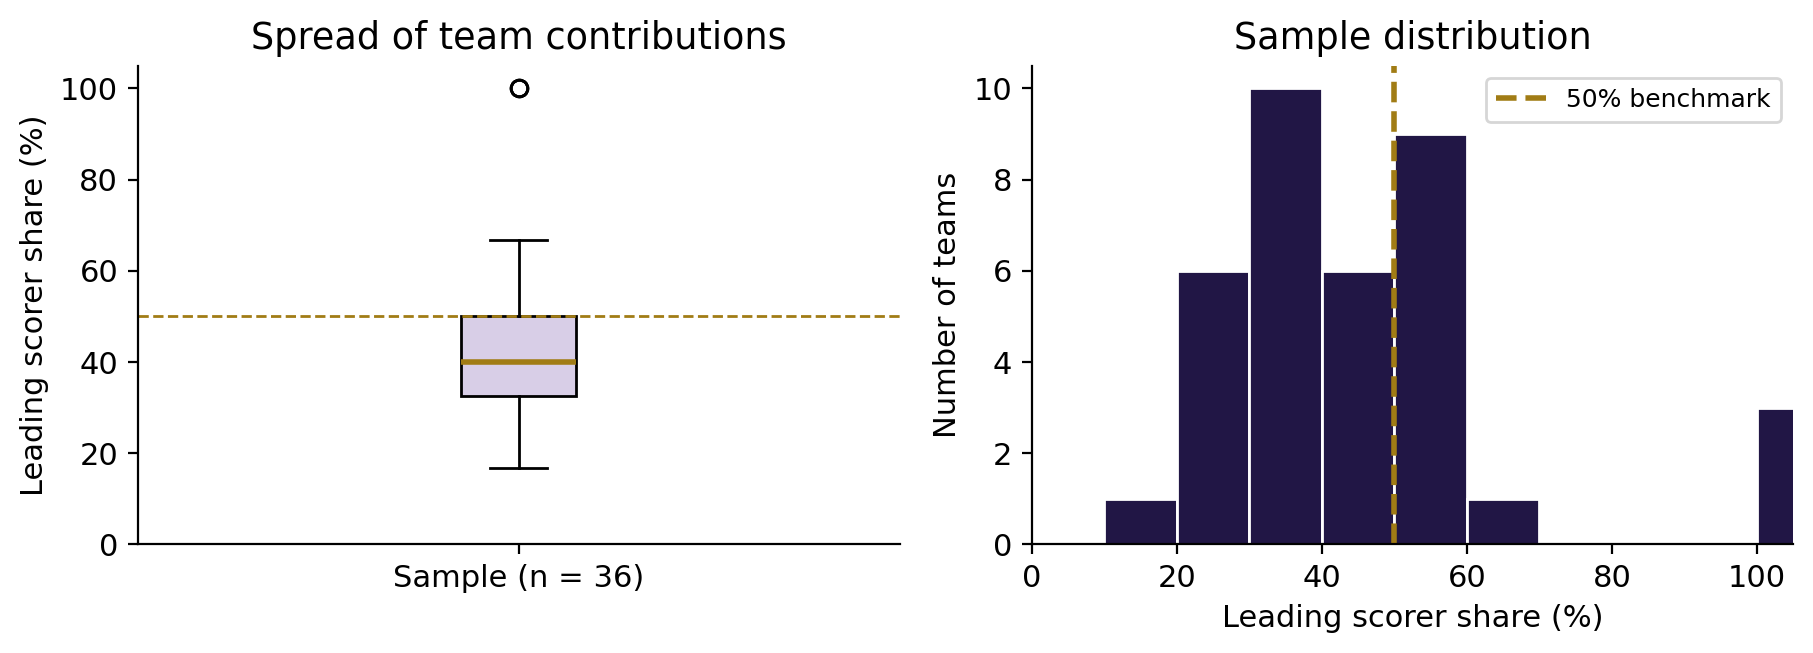 Spread of team contributions
Leading scorer share (%)
100
80
60
40
20
0
Sample (n = 36)
Sample distribution
50% benchmark
Number of teams
10
8
6
4
2
0
0 20 40 60 80 100
Leading scorer share (%)